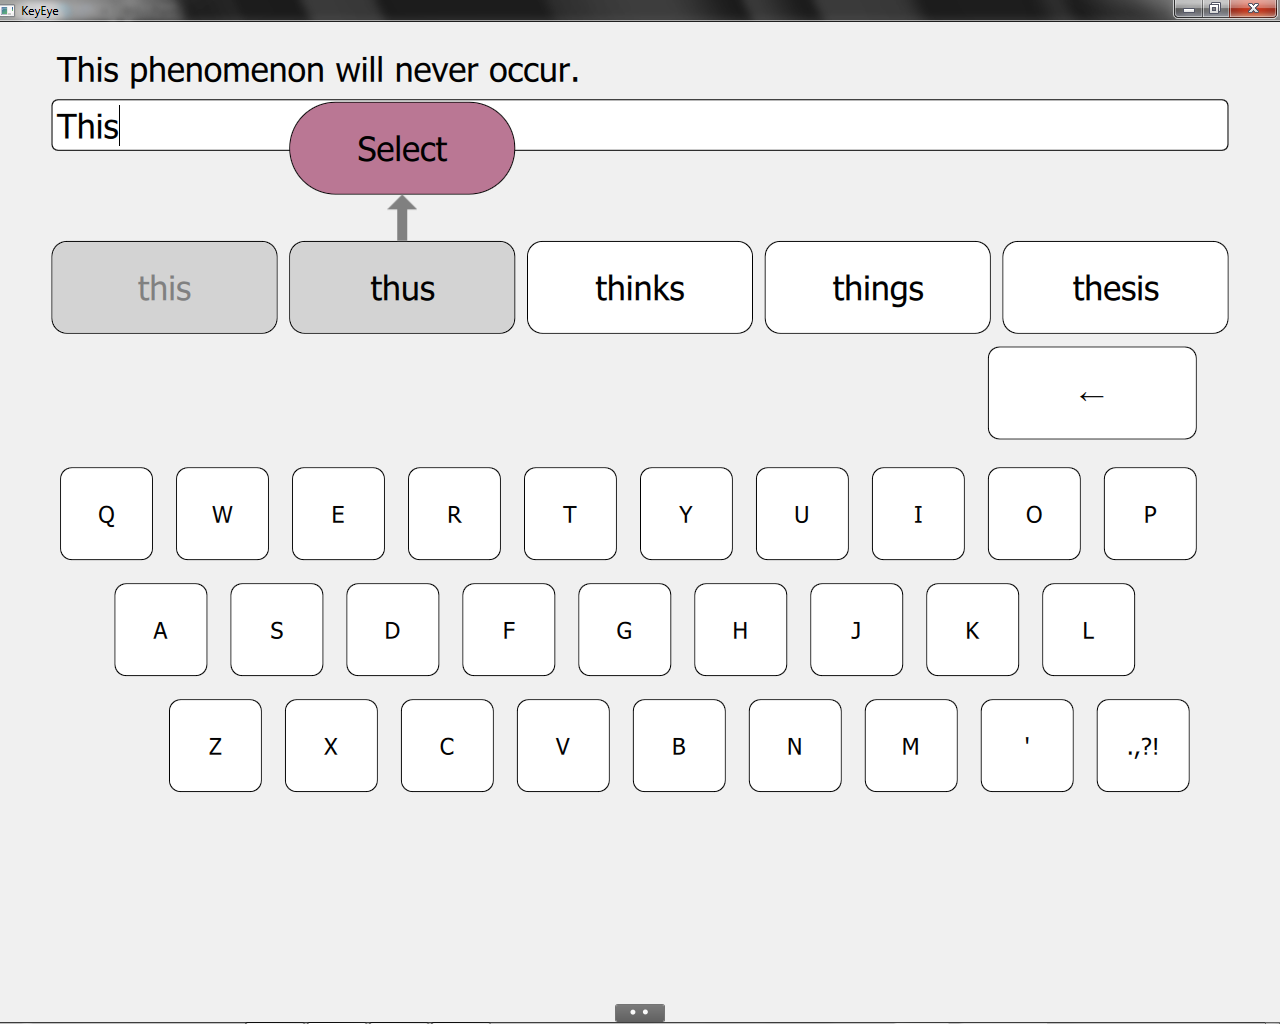 KeyEye
This phenomenon will never occur.
This
Select
this thus thinks things thesis
←
Q W E R T Y U I O P
A S D F G H J K L
Z X C V B N M ' .,?!